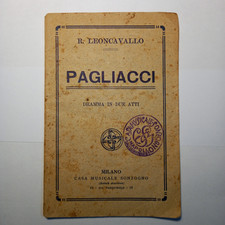 R. LEONCAVALLO
PAGLIACCI
DRAMMA IN DUE ATTI
MILANO
CASA MUSICALE SONZOGNO